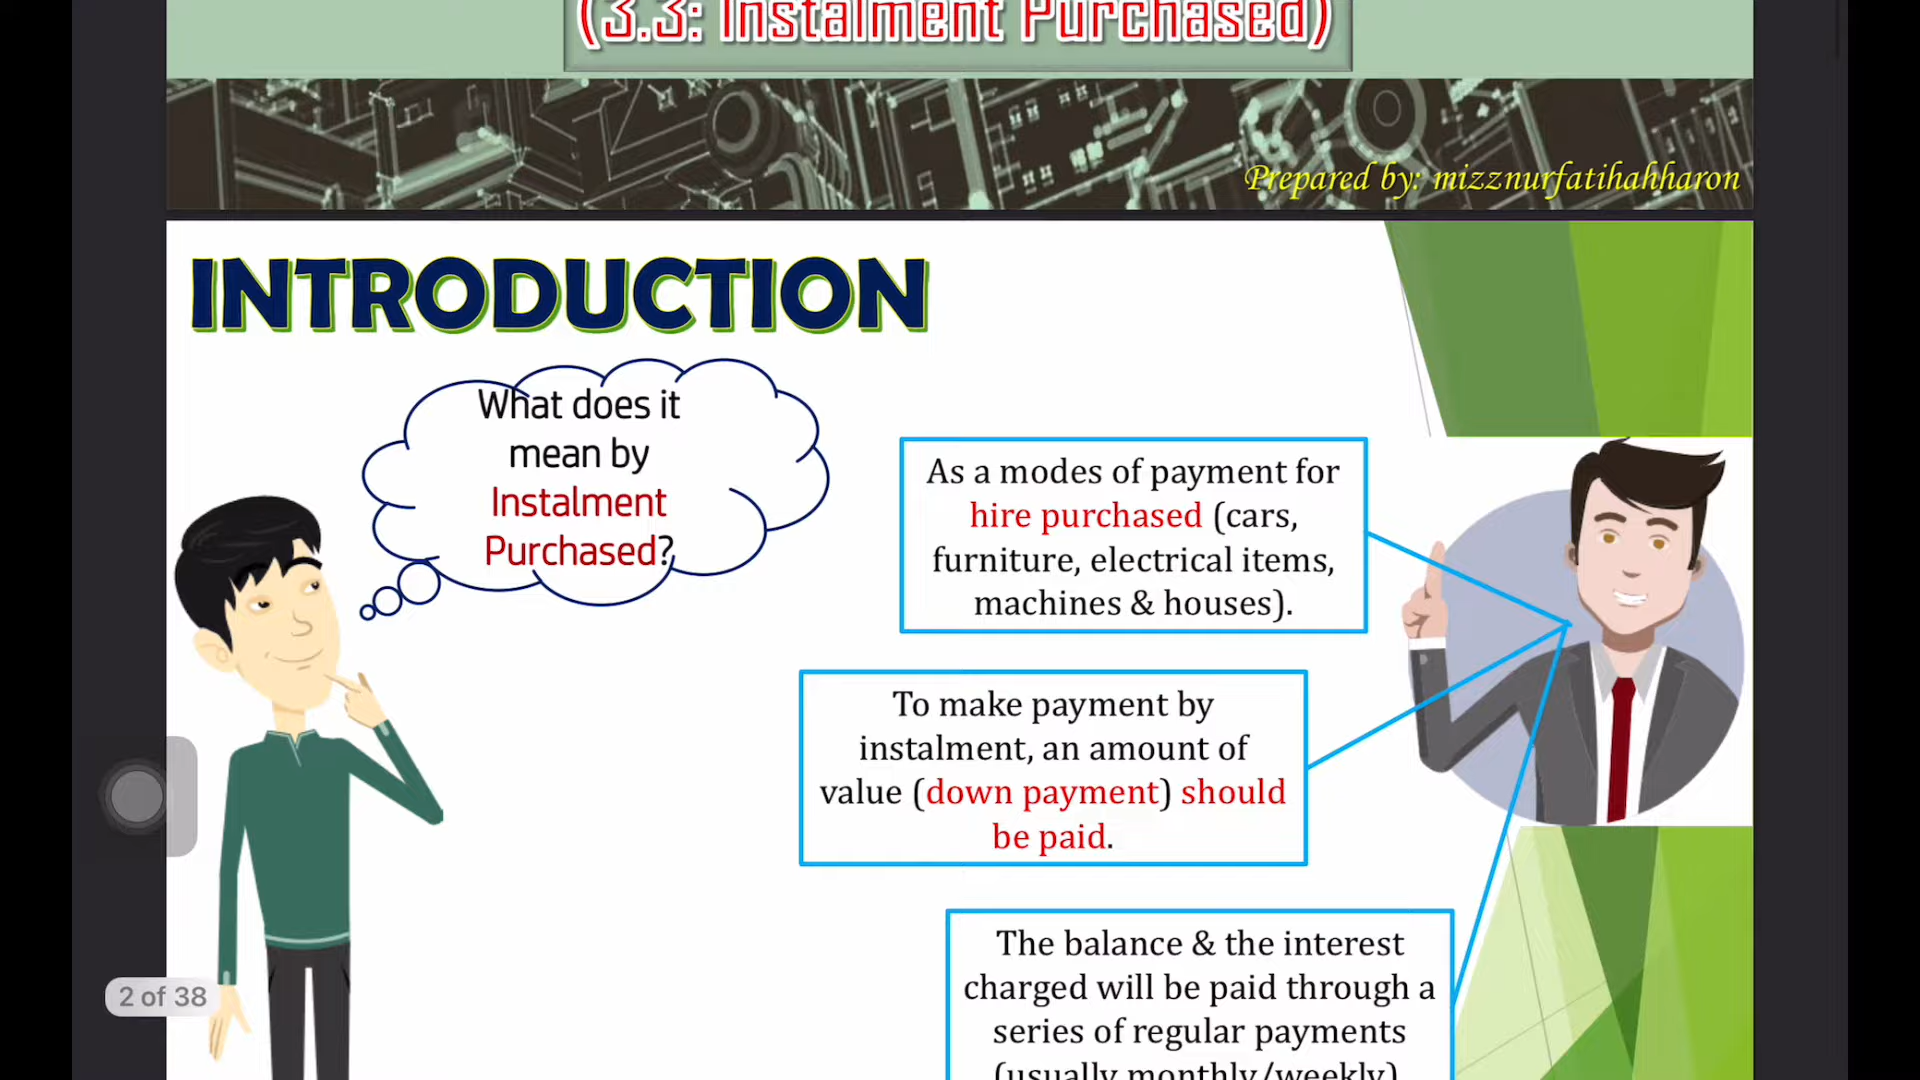 (3.3: Instalment Purchased)
Prepared by: mizznurfatihahharon
INTRODUCTION
What does it
mean by
Instalment
Purchased?
As a modes of payment for
hire purchased (cars,
furniture, electrical items,
machines & houses).
To make payment by
instalment, an amount of
value (down payment) should
be paid.
The balance & the interest
charged will be paid through a
series of regular payments
(usually monthly/weekly)
2 of 38